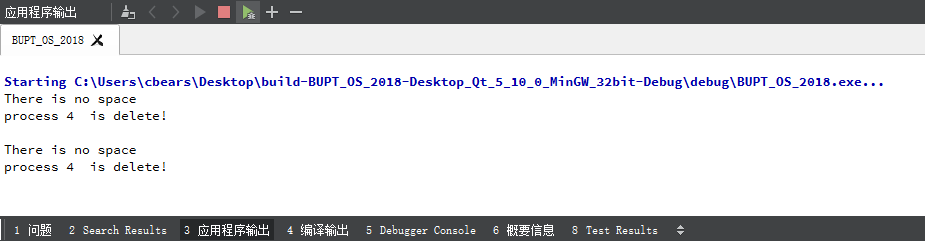 应用程序输出
BUPT_OS_2018
Starting C:\Users\cbears\Desktop\build-BUPT_OS_2018-Desktop_Qt_5_10_0_MinGW_32bit-Debug\debug\BUPT_OS_2018.exe...
There is no space
process 4  is delete!
There is no space
process 4  is delete!
1 问题 2 Search Results 3 应用程序输出 4 编译输出 5 Debugger Console 6 概要信息 8 Test Results